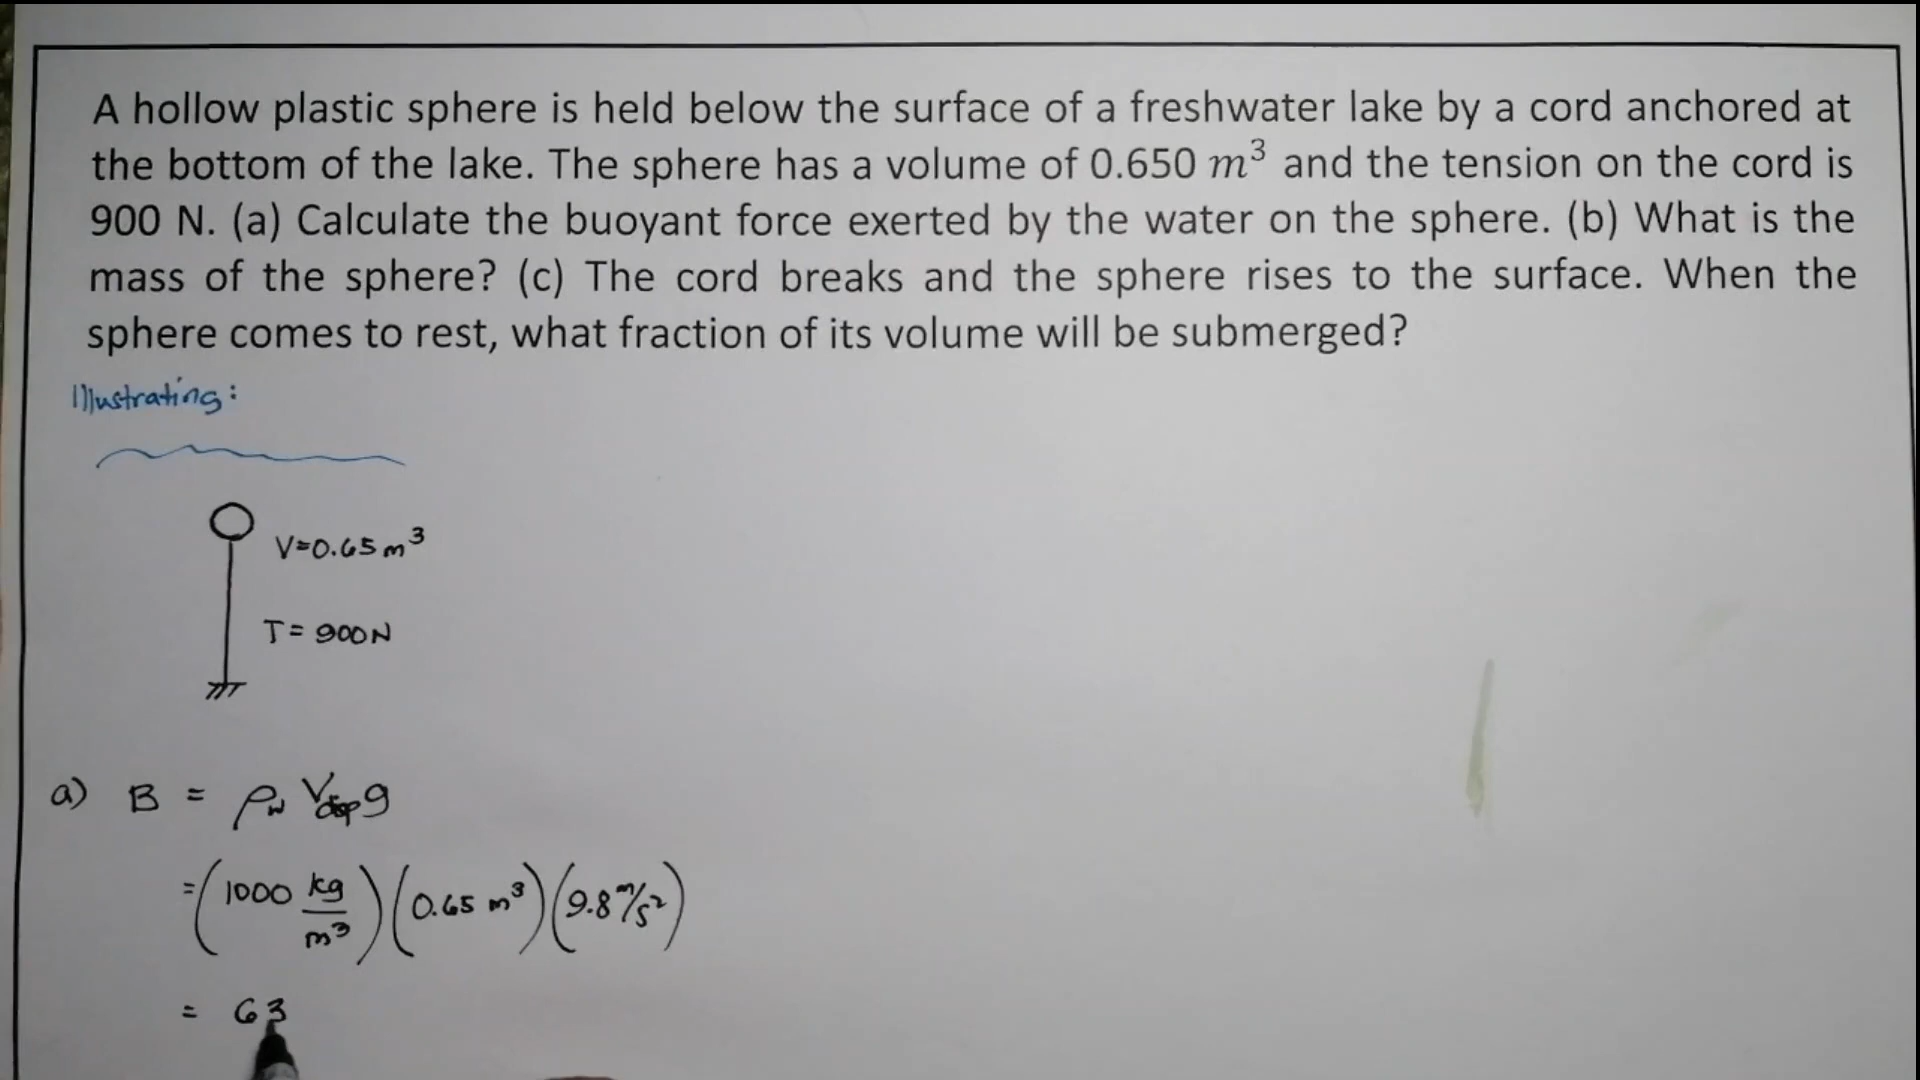 A hollow plastic sphere is held below the surface of a freshwater lake by a cord anchored at
the bottom of the lake. The sphere has a volume of 0.650 m³ and the tension on the cord is
900 N. (a) Calculate the buoyant force exerted by the water on the sphere. (b) What is the
mass of the sphere? (c) The cord breaks and the sphere rises to the surface. When the
sphere comes to rest, what fraction of its volume will be submerged?
Illustrating:
V=0.65 m³
T= 900N
a) B = ρw Vdisp g
= (1000 kg/m³)(0.65 m³)(9.8 m/s²)
= 63